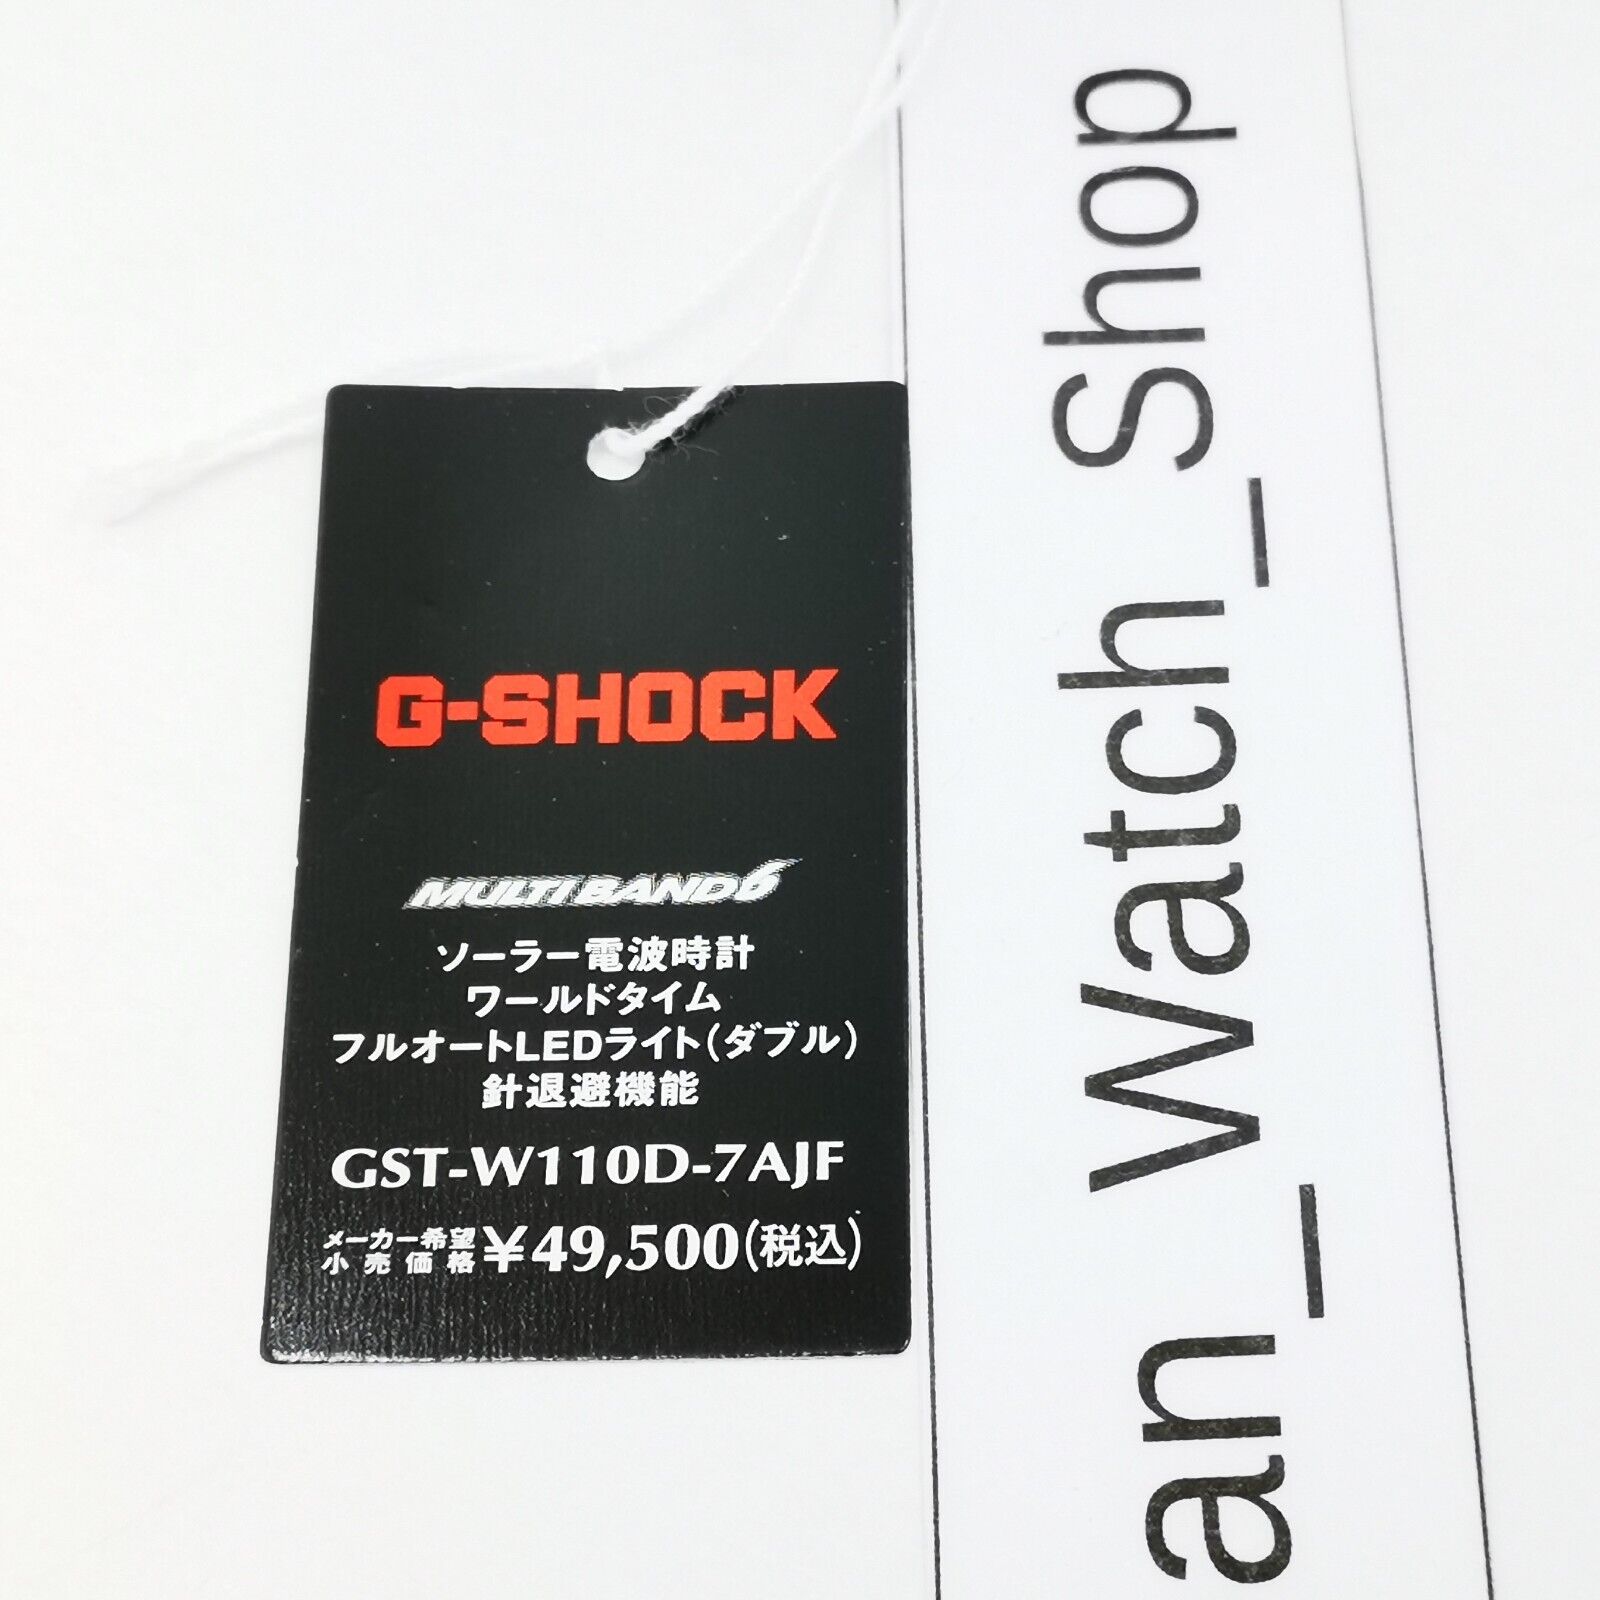 G-SHOCK
MULTIBAND6
ソーラー電波時計
ワールドタイム
フルオートLEDライト(ダブル)
針退避機能
GST-W110D-7AJF
メーカー希望
小売価格 ¥49,500(税込)
an_Watch_Shop